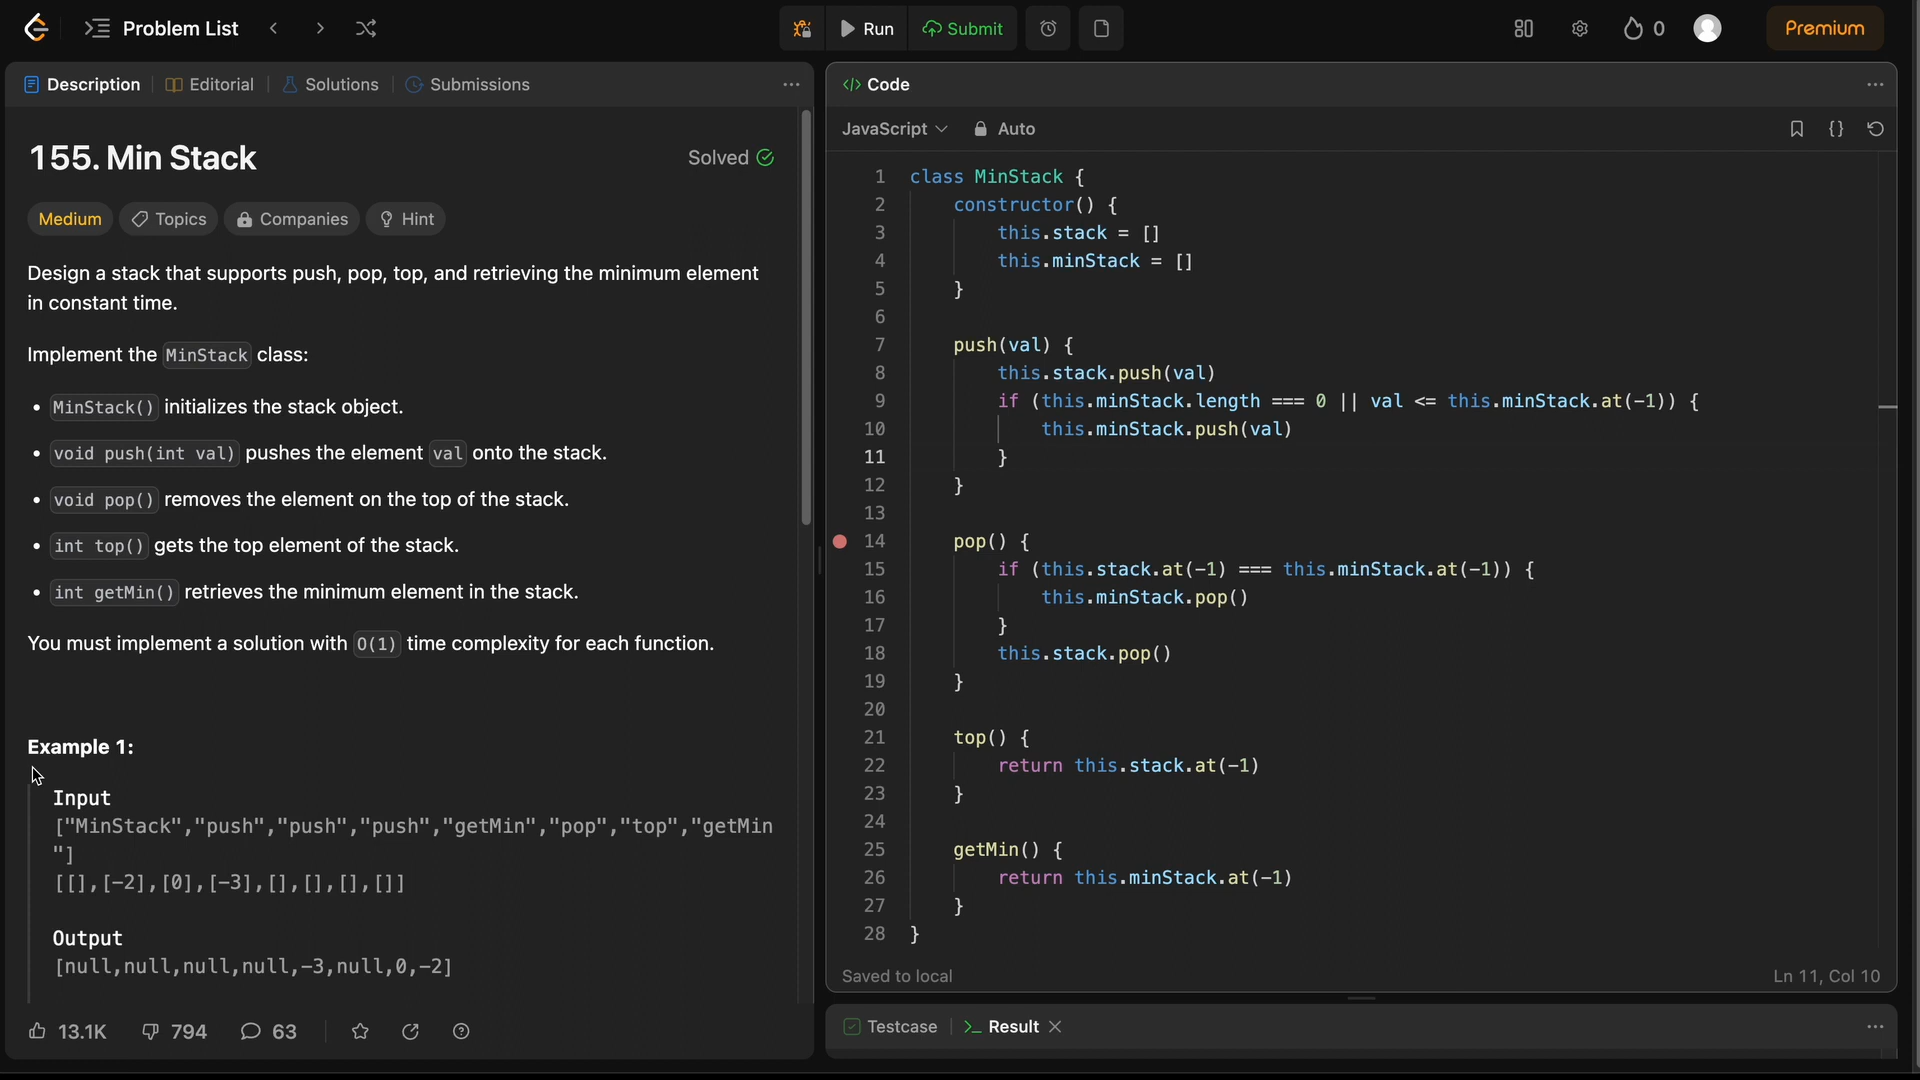 Problem List
Run
Submit
0
Premium
Description
Editorial
Solutions
Submissions
155. Min Stack
Solved
Medium
Topics
Companies
Hint
Design a stack that supports push, pop, top, and retrieving the minimum element
in constant time.
Implement the MinStack class:
• MinStack() initializes the stack object.
• void push(int val) pushes the element val onto the stack.
• void pop() removes the element on the top of the stack.
• int top() gets the top element of the stack.
• int getMin() retrieves the minimum element in the stack.
You must implement a solution with O(1) time complexity for each function.
Example 1:
Input
["MinStack","push","push","push","getMin","pop","top","getMin
"]
[[],[-2],[0],[-3],[],[],[],[]]
Output
[null,null,null,null,-3,null,0,-2]
13.1K
794
63
</> Code
JavaScript
Auto
1 class MinStack {
2 constructor() {
3 this.stack = []
4 this.minStack = []
5 }
6
7 push(val) {
8 this.stack.push(val)
9 if (this.minStack.length === 0 || val <= this.minStack.at(-1)) {
10 this.minStack.push(val)
11 }
12 }
13
14 pop() {
15 if (this.stack.at(-1) === this.minStack.at(-1)) {
16 this.minStack.pop()
17 }
18 this.stack.pop()
19 }
20
21 top() {
22 return this.stack.at(-1)
23 }
24
25 getMin() {
26 return this.minStack.at(-1)
27 }
28 }
Saved to local
Ln 11, Col 10
Testcase
>_ Result